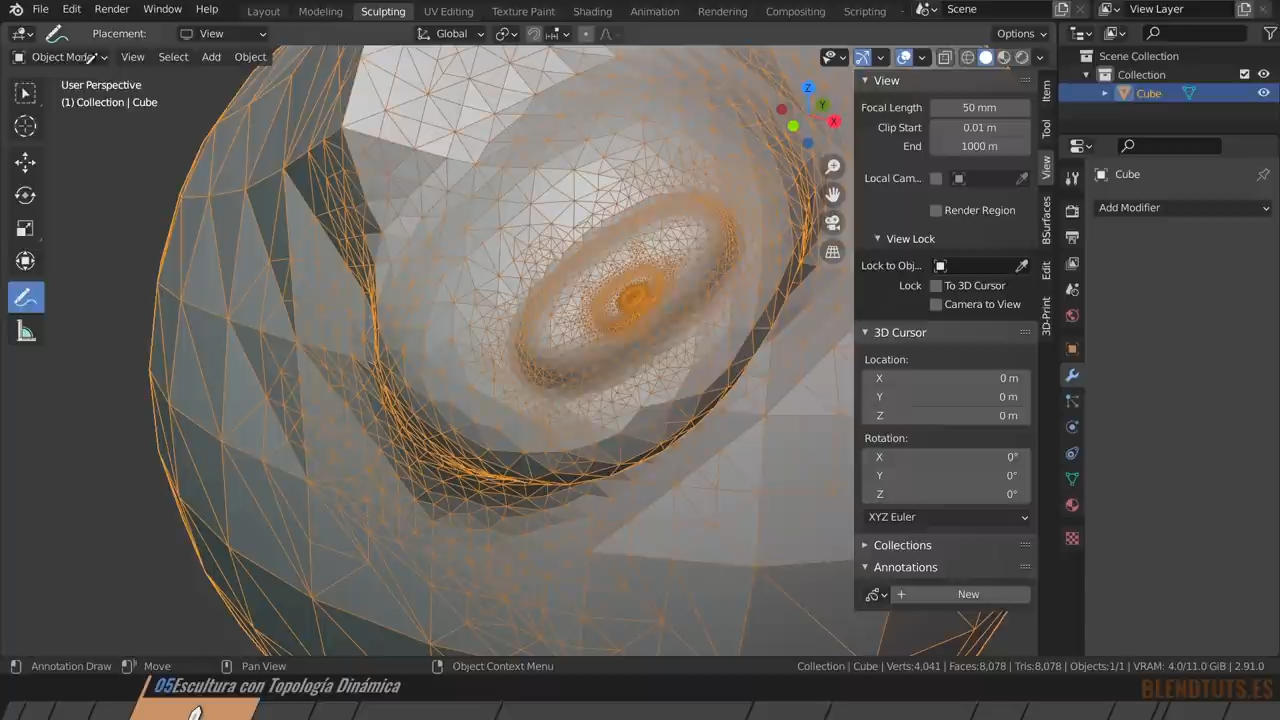 File Edit Render Window Help Layout Modeling Sculpting UV Editing Texture Paint Shading Animation Rendering Compositing Scripting Scene View Layer
Placement: View Global Options
Object Mode View Select Add Object
User Perspective
(1) Collection | Cube
Z
Y
X
View
Focal Length 50 mm
Clip Start 0.01 m
End 1000 m
Local Cam...
Render Region
View Lock
Lock to Obj...
Lock To 3D Cursor
Camera to View
3D Cursor
Location:
X 0 m
Y 0 m
Z 0 m
Rotation:
X 0°
Y 0°
Z 0°
XYZ Euler
Collections
Annotations
+ New
Item
Tool
View
BSurfaces
Edit
3D-Print
Scene Collection
Collection
Cube
Cube
Add Modifier
Annotation Draw Move Pan View Object Context Menu Collection | Cube | Verts:4,041 | Faces:8,078 | Tris:8,078 | Objects:1/1 | VRAM: 4.0/11.0 GiB | 2.91.0
05Escultura con Topología Dinámica
BLENDTUTS.ES